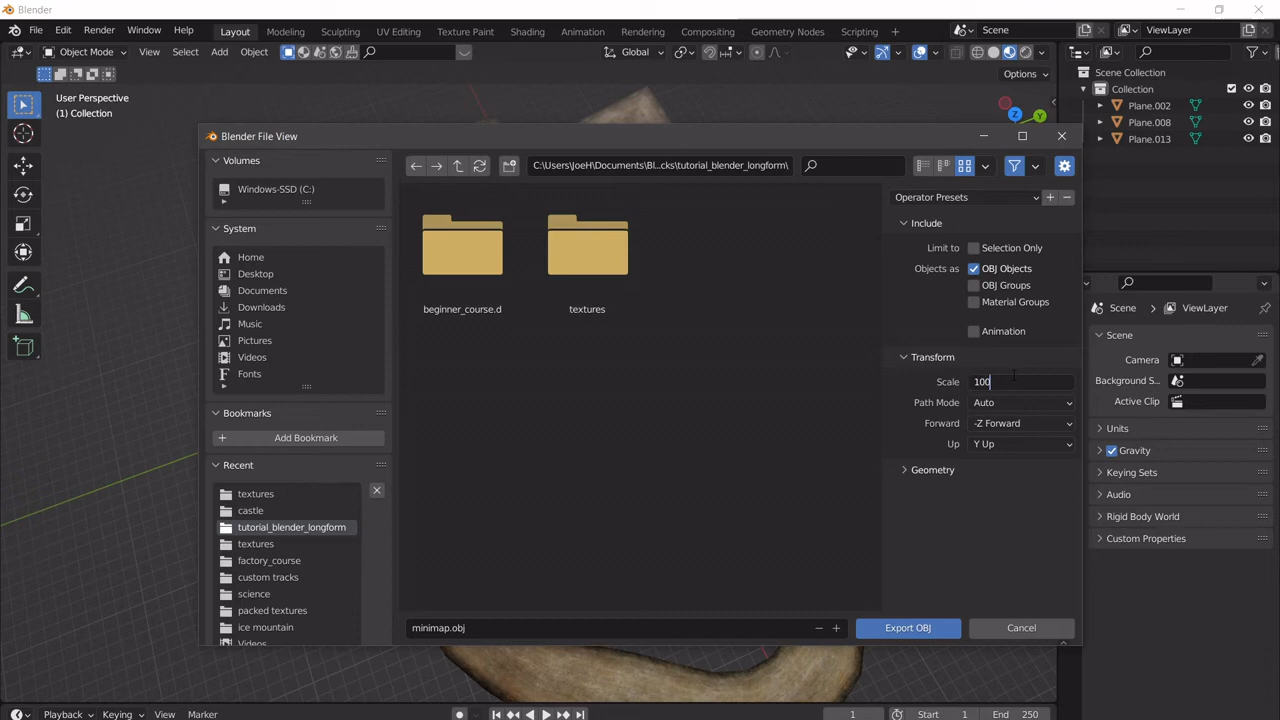 Blender
File Edit Render Window Help Layout Modeling Sculpting UV Editing Texture Paint Shading Animation Rendering Compositing Geometry Nodes Scripting + Scene ViewLayer
Object Mode View Select Add Object Global
Options
User Perspective
(1) Collection
Scene Collection
Collection
Plane.002
Plane.008
Plane.013
Blender File View
Volumes
Windows-SSD (C:)
System
Home
Desktop
Documents
Downloads
Music
Pictures
Videos
Fonts
Bookmarks
Add Bookmark
Recent
textures
castle
tutorial_blender_longform
textures
factory_course
custom tracks
science
packed textures
ice mountain
Videos
C:\Users\JoeH\Documents\Bl...cks\tutorial_blender_longform\
beginner_course.d
textures
minimap.obj
Operator Presets
Include
Limit to Selection Only
Objects as OBJ Objects
OBJ Groups
Material Groups
Animation
Transform
Scale 100
Path Mode Auto
Forward -Z Forward
Up Y Up
Geometry
Export OBJ Cancel
Scene ViewLayer
Scene
Camera
Background S...
Active Clip
Units
Gravity
Keying Sets
Audio
Rigid Body World
Custom Properties
Playback Keying View Marker 1 Start 1 End 250